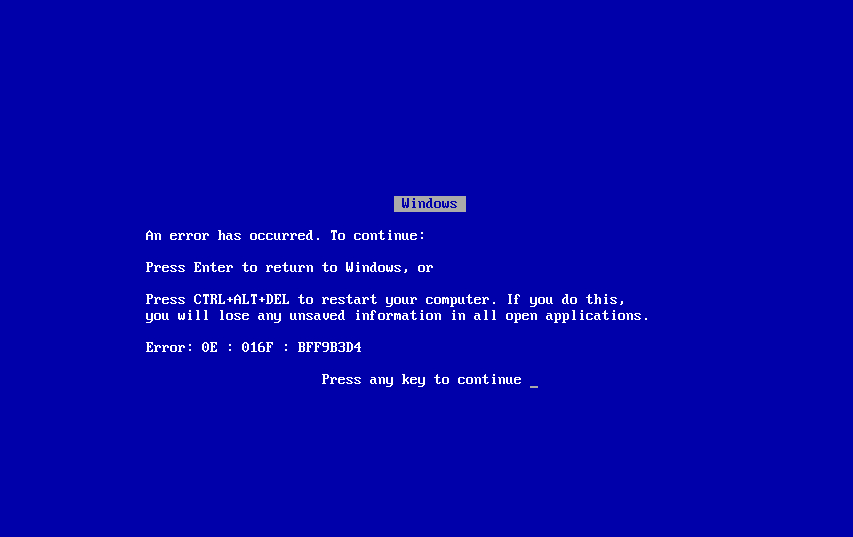 Windows
An error has occurred. To continue:
Press Enter to return to Windows, or
Press CTRL+ALT+DEL to restart your computer. If you do this,
you will lose any unsaved information in all open applications.
Error: 0E : 016F : BFF9B3D4
Press any key to continue _